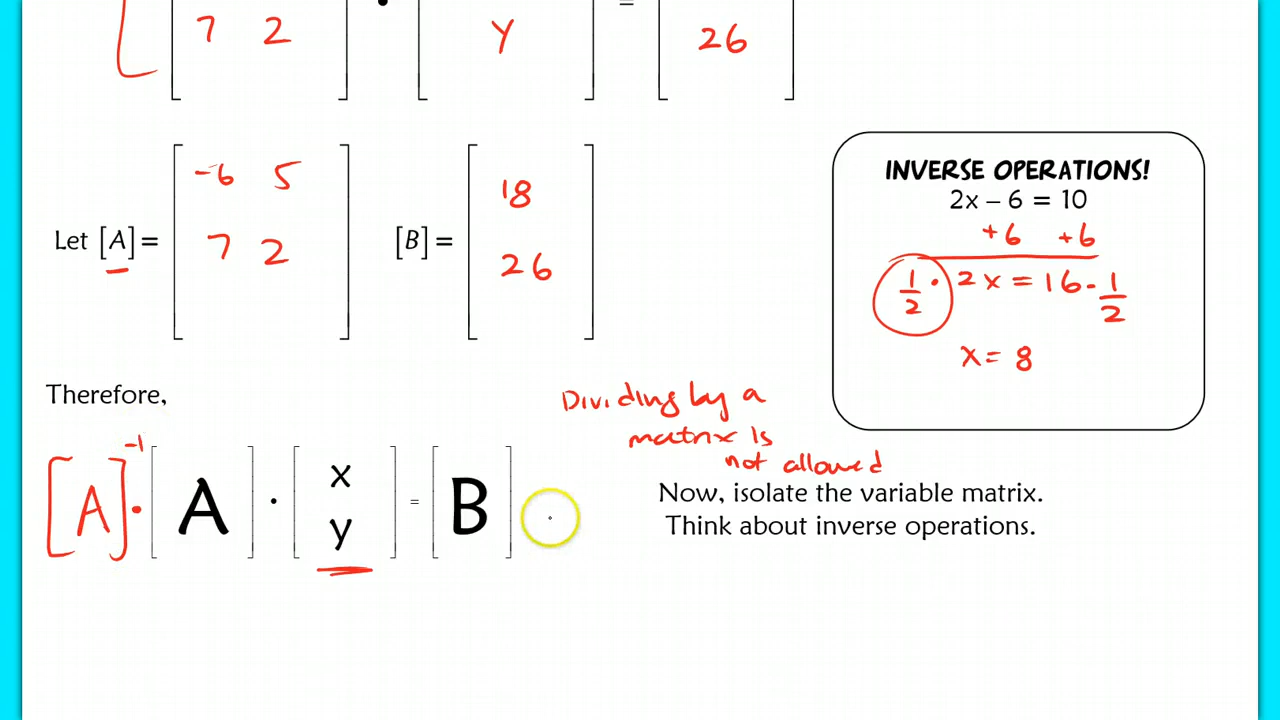 7 2 y 26
-6 5
7 2
Let [A] =
[B] =
18
26
INVERSE OPERATIONS!
2x – 6 = 10
+6 +6
1/2 · 2x = 16 - 1/2
x = 8
Therefore,
Dividing by a
matrix is
not allowed
[A]⁻¹ · [A] · [x y] = [B]
Now, isolate the variable matrix.
Think about inverse operations.